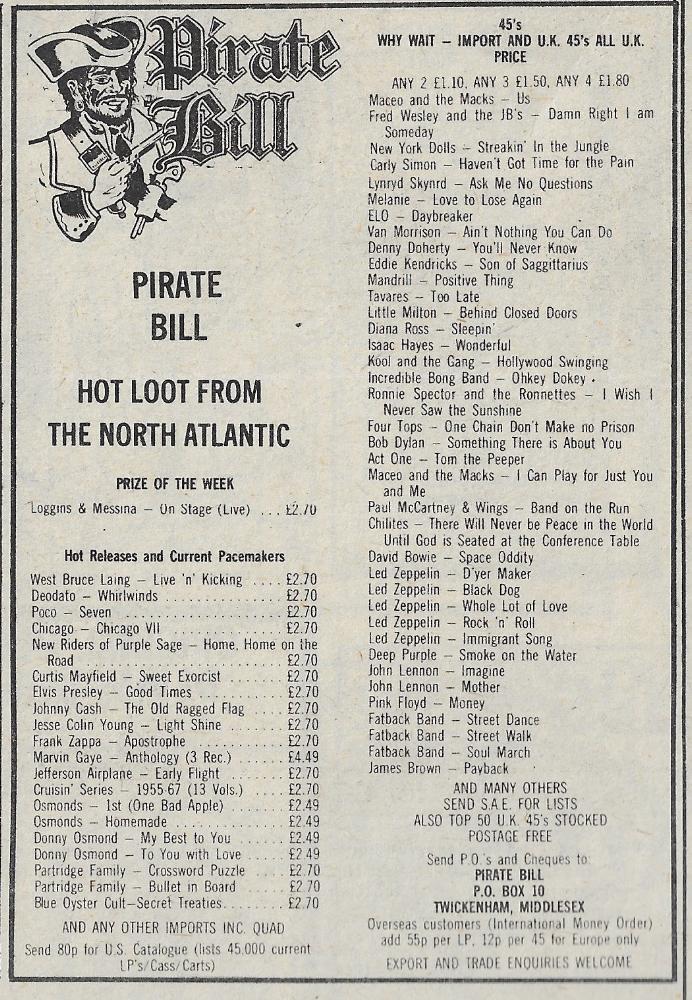 Pirate
Bill
PIRATE
BILL
HOT LOOT FROM
THE NORTH ATLANTIC
PRIZE OF THE WEEK
Loggins & Messina – On Stage (Live) ... £2.70
Hot Releases and Current Pacemakers
West Bruce Laing – Live 'n' Kicking .... £2.70
Deodato – Whirlwinds ............... £2.70
Poco – Seven ..................... £2.70
Chicago – Chicago VII .............. £2.70
New Riders of Purple Sage – Home, Home on the
Road ........................ £2.70
Curtis Mayfield – Sweet Exorcist ....... £2.70
Elvis Presley – Good Times ........... £2.70
Johnny Cash – The Old Ragged Flag .... £2.70
Jesse Colin Young – Light Shine ....... £2.70
Frank Zappa – Apostrophe ........... £2.70
Marvin Gaye – Anthology (3 Rec.) ...... £4.49
Jefferson Airplane – Early Flight ....... £2.70
Cruisin' Series – 1955-67 (13 Vols.) .... £2.70
Osmonds – 1st (One Bad Apple) ....... £2.49
Osmonds – Homemade .............. £2.49
Donny Osmond – My Best to You ...... £2.49
Donny Osmond – To You with Love ..... £2.49
Partridge Family – Crossword Puzzle .... £2.70
Partridge Family – Bullet in Board ..... £2.70
Blue Oyster Cult–Secret Treaties........ £2.70
AND ANY OTHER IMPORTS INC. QUAD
Send 80p for U.S. Catalogue (lists 45,000 current
LP's/Cass/Carts)
45's
WHY WAIT – IMPORT AND U.K. 45's ALL U.K.
PRICE
ANY 2 £1.10, ANY 3 £1.50, ANY 4 £1.80
Maceo and the Macks – Us
Fred Wesley and the JB's – Damn Right I am
Someday
New York Dolls – Streakin' In the Jungle
Carly Simon – Haven't Got Time for the Pain
Lynryd Skynrd – Ask Me No Questions
Melanie – Love to Lose Again
ELO – Daybreaker
Van Morrison – Ain't Nothing You Can Do
Denny Doherty – You'll Never Know
Eddie Kendricks – Son of Saggittarius
Mandrill – Positive Thing
Tavares – Too Late
Little Milton – Behind Closed Doors
Diana Ross – Sleepin'
Isaac Hayes – Wonderful
Kool and the Gang – Hollywood Swinging
Incredible Bong Band – Ohkey Dokey .
Ronnie Spector and the Ronnettes – I Wish I
Never Saw the Sunshine
Four Tops – One Chain Don't Make no Prison
Bob Dylan – Something There is About You
Act One – Tom the Peeper
Maceo and the Macks – I Can Play for Just You
and Me
Paul McCartney & Wings – Band on the Run
Chilites – There Will Never be Peace in the World
Until God is Seated at the Conference Table
David Bowie – Space Oddity
Led Zeppelin – D'yer Maker
Led Zeppelin – Black Dog
Led Zeppelin – Whole Lot of Love
Led Zeppelin – Rock 'n' Roll
Led Zeppelin – Immigrant Song
Deep Purple – Smoke on the Water
John Lennon – Imagine
John Lennon – Mother
Pink Floyd – Money
Fatback Band – Street Dance
Fatback Band – Street Walk
Fatback Band – Soul March
James Brown – Payback
AND MANY OTHERS
SEND S.A.E. FOR LISTS
ALSO TOP 50 U.K. 45's STOCKED
POSTAGE FREE
Send P.O.'s and Cheques to:
PIRATE BILL
P.O. BOX 10
TWICKENHAM, MIDDLESEX
Overseas customers (International Money Order)
add 55p per LP, 12p per 45 for Europe only
EXPORT AND TRADE ENQUIRIES WELCOME